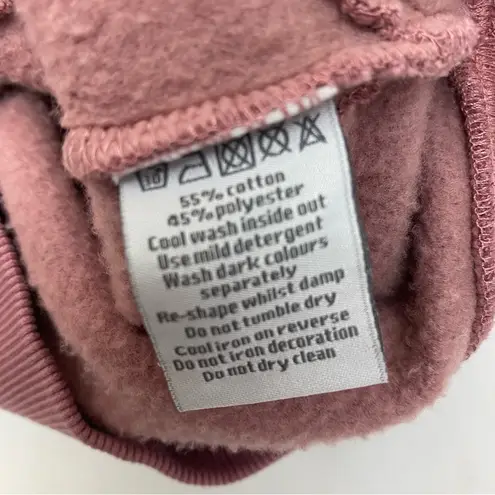 55% cotton
45% polyester
Cool wash inside out
Use mild detergent
Wash dark colours
separately
Re-shape whilst damp
Do not tumble dry
Cool iron on reverse
Do not iron decoration
Do not dry clean